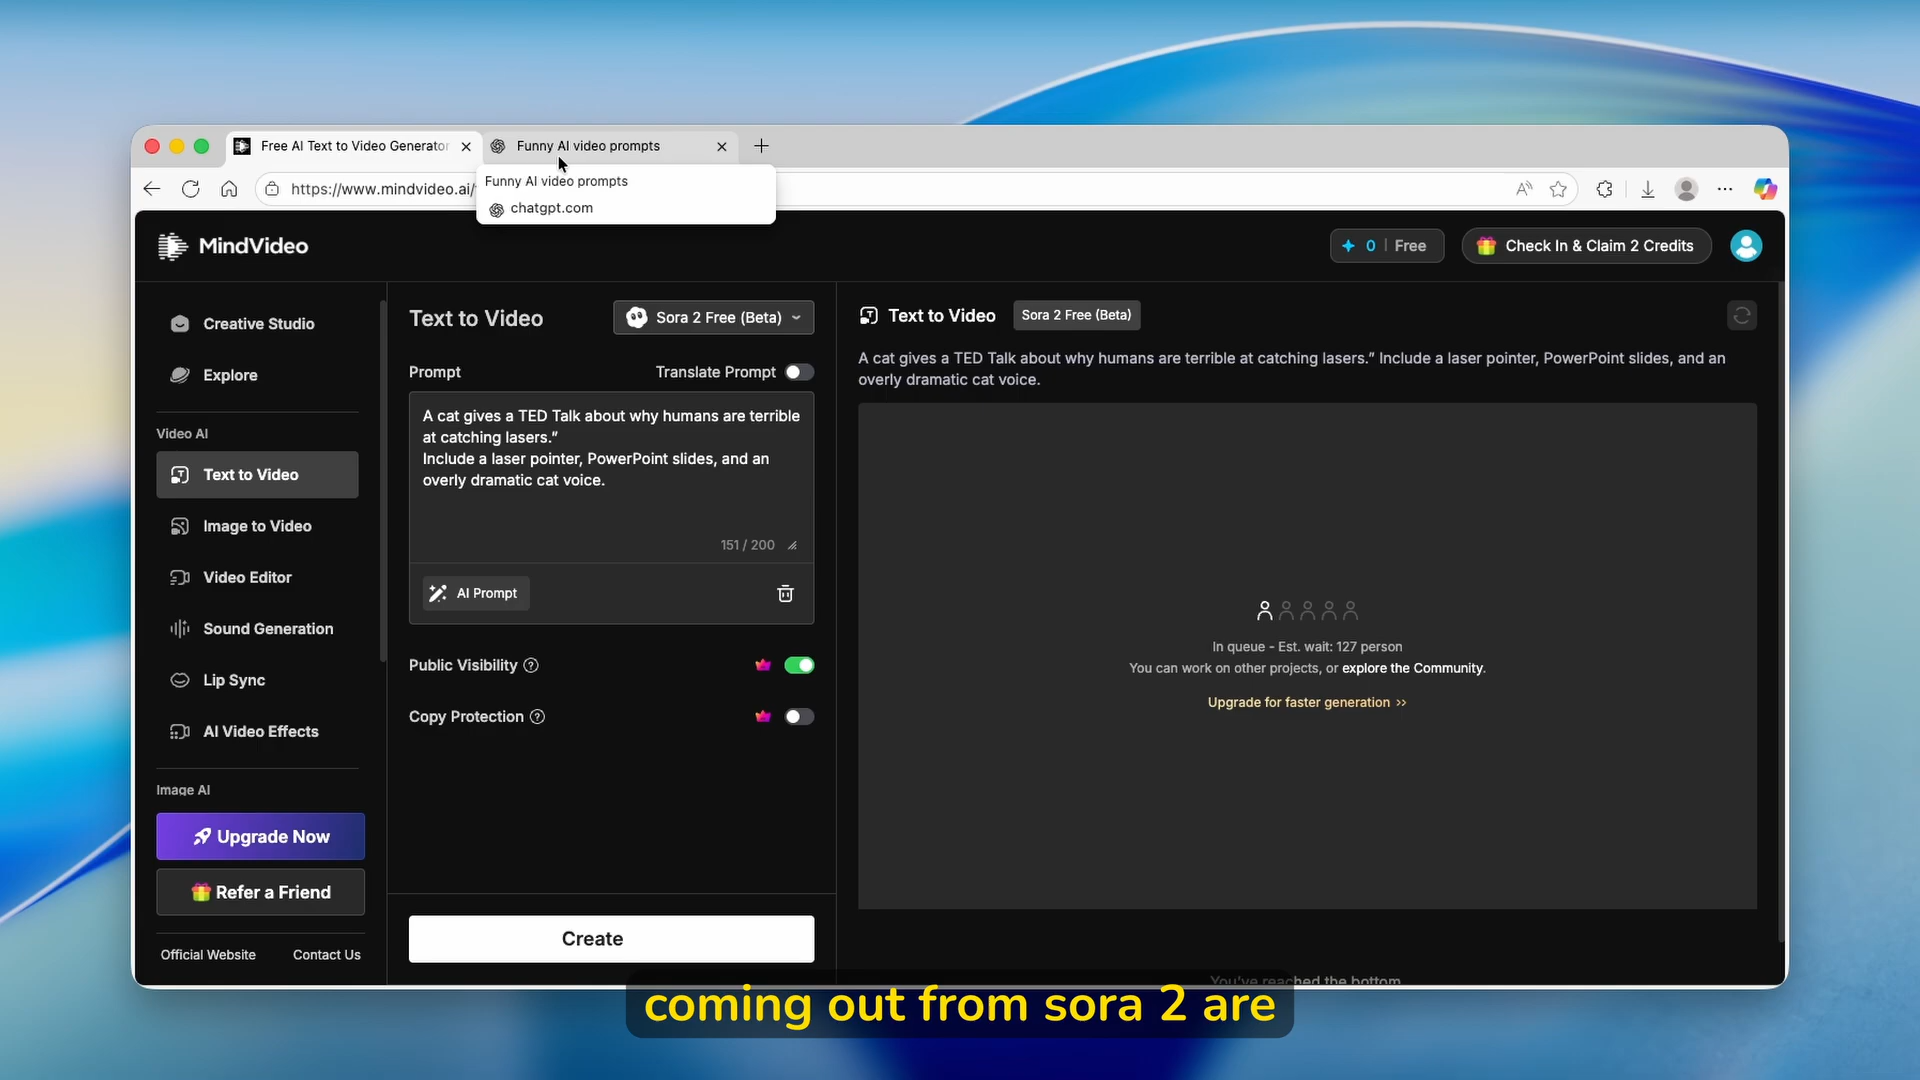 Free AI Text to Video Generator
Funny AI video prompts
https://www.mindvideo.ai/
Funny AI video prompts
chatgpt.com
MindVideo
0 | Free
Check In & Claim 2 Credits
Creative Studio
Explore
Video AI
Text to Video
Image to Video
Video Editor
Sound Generation
Lip Sync
AI Video Effects
Image AI
Upgrade Now
Refer a Friend
Official Website
Contact Us
Text to Video
Sora 2 Free (Beta)
Prompt
Translate Prompt
A cat gives a TED Talk about why humans are terrible
at catching lasers.”
Include a laser pointer, PowerPoint slides, and an
overly dramatic cat voice.
151 / 200
AI Prompt
Public Visibility
Copy Protection
Create
Text to Video
Sora 2 Free (Beta)
A cat gives a TED Talk about why humans are terrible at catching lasers.” Include a laser pointer, PowerPoint slides, and an
overly dramatic cat voice.
In queue - Est. wait: 127 person
You can work on other projects, or explore the Community.
Upgrade for faster generation >>
You've reached the bottom
coming out from sora 2 are